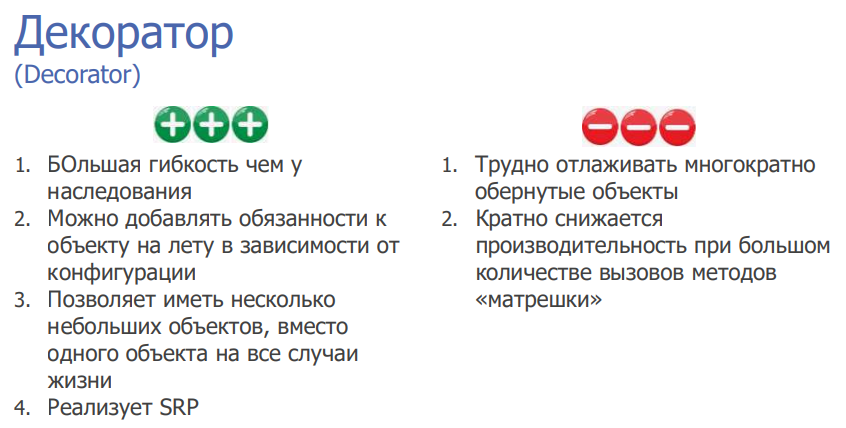 Декоратор
(Decorator)
1. БОльшая гибкость чем у
наследования
2. Можно добавлять обязанности к
объекту на лету в зависимости от
конфигурации
3. Позволяет иметь несколько
небольших объектов, вместо
одного объекта на все случаи
жизни
4. Реализует SRP
1. Трудно отлаживать многократно
обернутые объекты
2. Кратно снижается
производительность при большом
количестве вызовов методов
«матрешки»